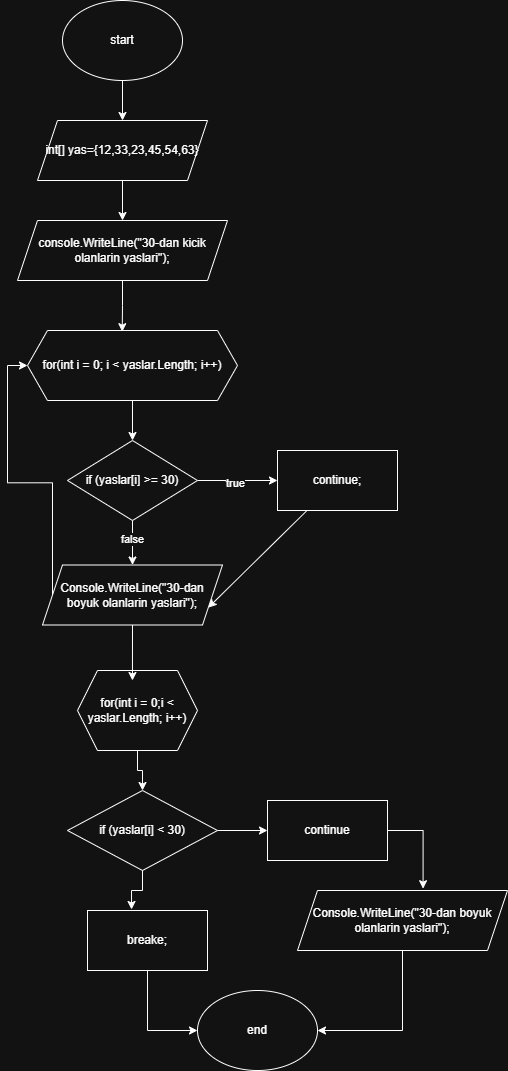 start
int[] yas={12,33,23,45,54,63}
console.WriteLine("30-dan kicik
olanlarin yaslari");
for(int i = 0; i < yaslar.Length; i++)
if (yaslar[i] >= 30)
true
continue;
false
Console.WriteLine("30-dan
boyuk olanlarin yaslari");
for(int i = 0;i <
yaslar.Length; i++)
if (yaslar[i] < 30)
continue
Console.WriteLine("30-dan boyuk
olanlarin yaslari");
breake;
end